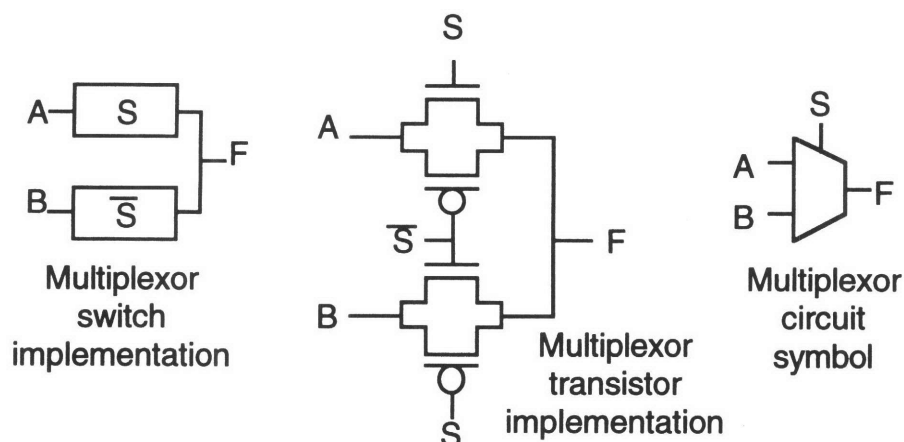 A
S
F
B
S̅
Multiplexor
switch
implementation
S
A
S̅
F
B
S
Multiplexor
transistor
implementation
S
A
F
B
Multiplexor
circuit
symbol